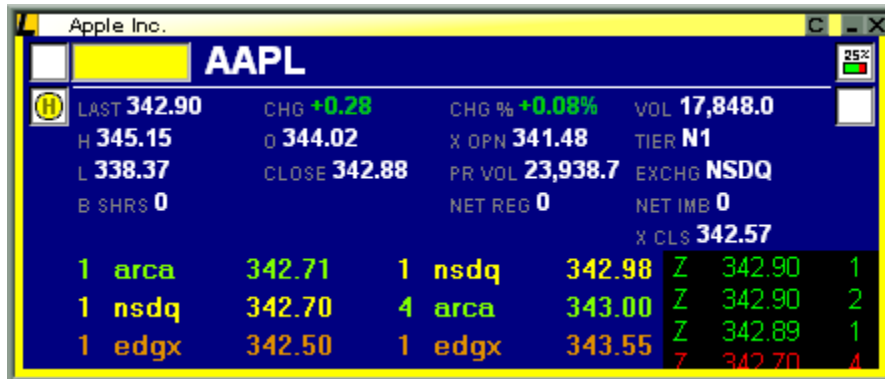 L Apple Inc. C
AAPL 25%
H LAST 342.90 CHG +0.28 CHG % +0.08% VOL 17,848.0
H 345.15 O 344.02 X OPN 341.48 TIER N1
L 338.37 CLOSE 342.88 PR VOL 23,938.7 EXCHG NSDQ
B SHRS 0 NET REG 0 NET IMB 0
X CLS 342.57
1 arca 342.71 1 nsdq 342.98 Z 342.90 1
1 nsdq 342.70 4 arca 343.00 Z 342.90 2
1 edgx 342.50 1 edgx 343.55 Z 342.89 1
Z 342.70 4